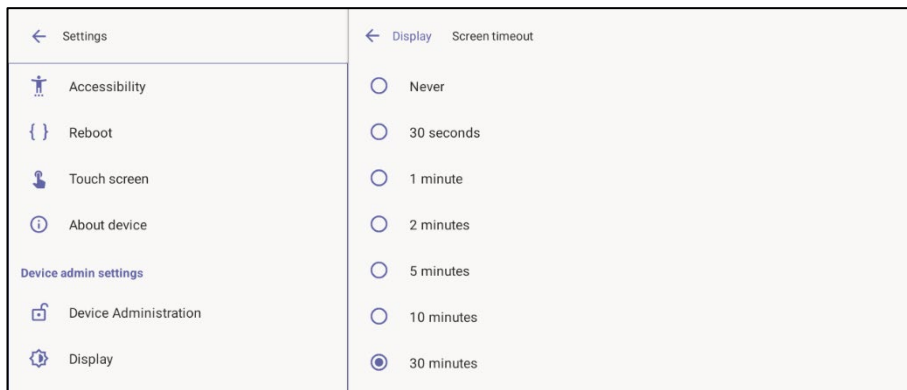 Settings
Accessibility
Reboot
Touch screen
About device
Device admin settings
Device Administration
Display
Display Screen timeout
Never
30 seconds
1 minute
2 minutes
5 minutes
10 minutes
30 minutes